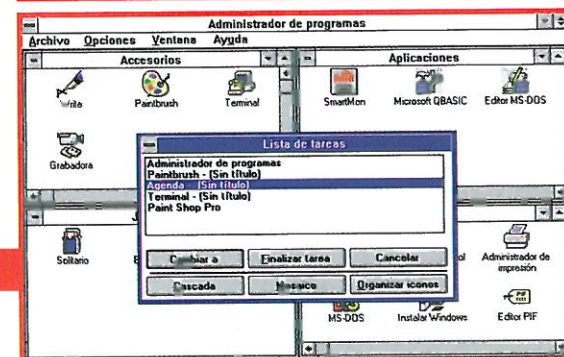 Administrador de programas
Archivo Opciones Ventana Ayuda
Accesorios
Aplicaciones
Write
Paintbrush
Terminal
SmartMon
Microsoft QBASIC
Editor MS-DOS
Grabadora
Lista de tareas
Administrador de programas
Paintbrush - (Sin título)
Agenda - (Sin título)
Terminal - (Sin título)
Paint Shop Pro
Cambiar a
Finalizar tarea
Cancelar
Cascada
Mosaico
Organizar iconos
Solitario
Administrador de
impresión
MS-DOS
Instalar Windows
Editor PIF